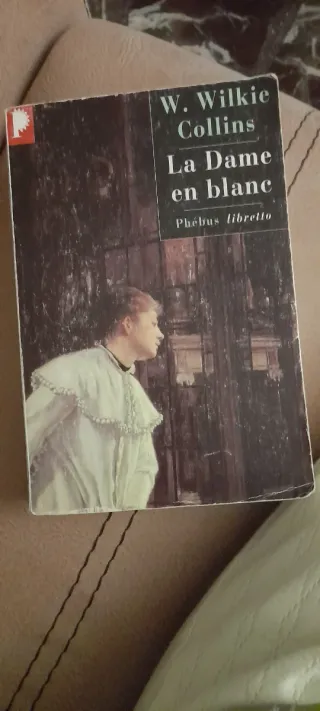 W. Wilkie
Collins
La Dame
en blanc
Phébus libretto